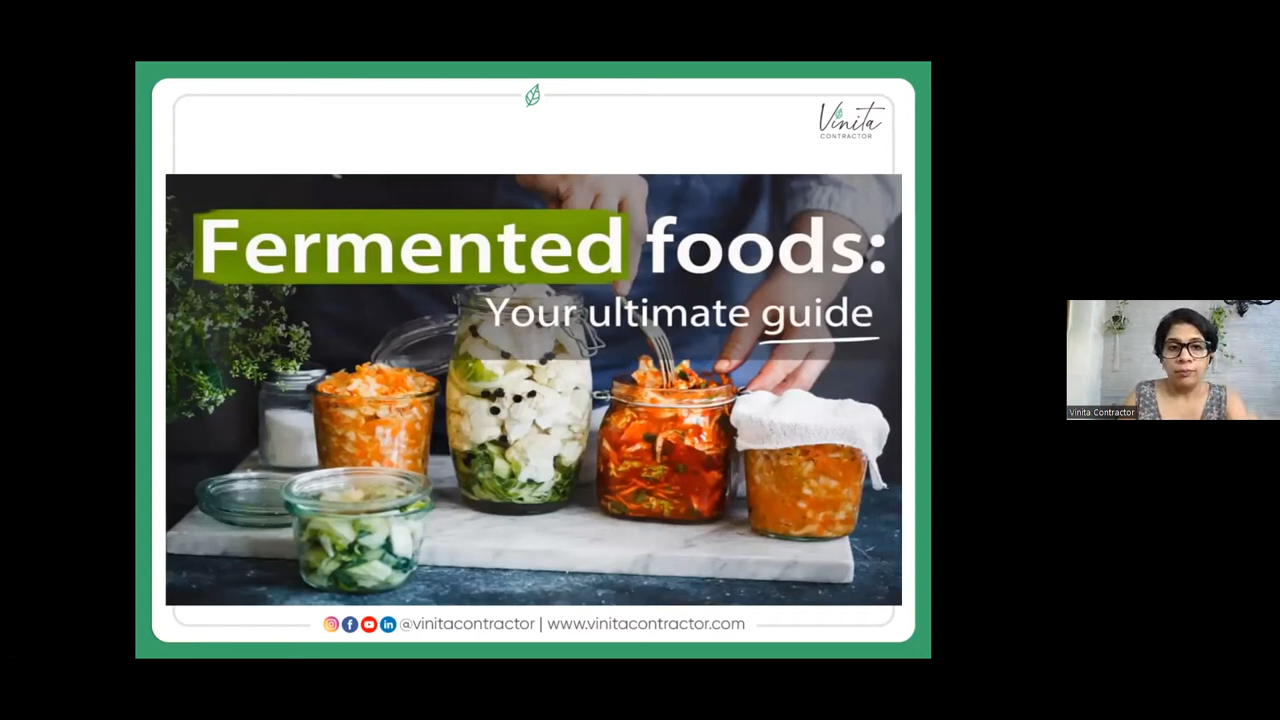 Vinita
CONTRACTOR
Fermented foods:
Your ultimate guide
@vinitacontractor | www.vinitacontractor.com
Vinita Contractor